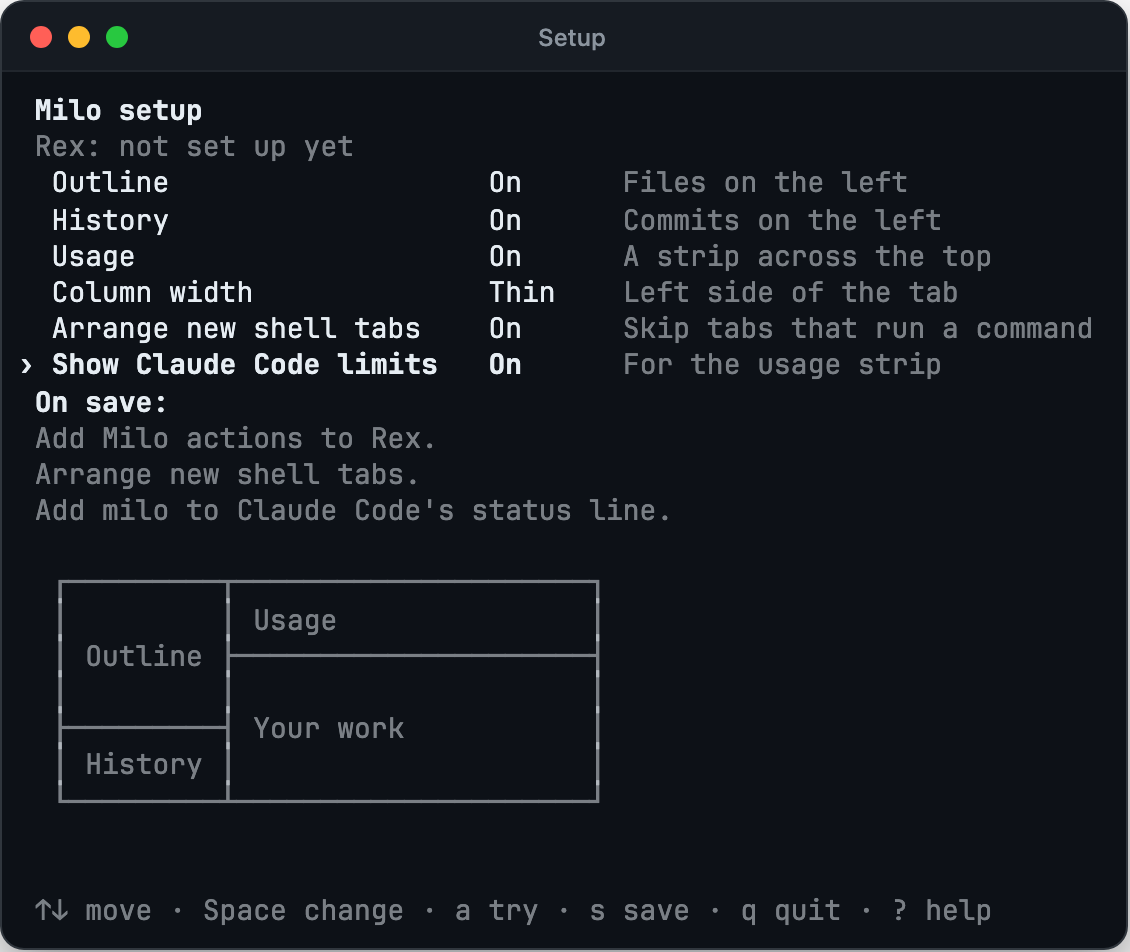 Setup
Milo setup
Rex: not set up yet
Outline On Files on the left
History On Commits on the left
Usage On A strip across the top
Column width Thin Left side of the tab
Arrange new shell tabs On Skip tabs that run a command
› Show Claude Code limits On For the usage strip
On save:
Add Milo actions to Rex.
Arrange new shell tabs.
Add milo to Claude Code's status line.
Usage
Outline
Your work
History
↑↓ move · Space change · a try · s save · q quit · ? help